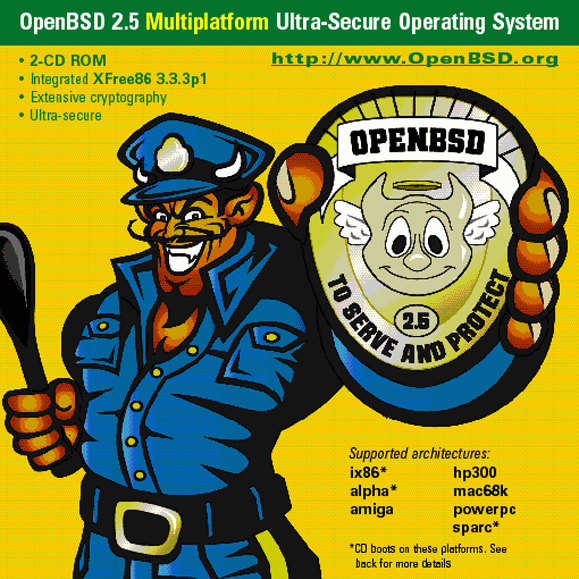 OpenBSD 2.5 Multiplatform Ultra-Secure Operating System
• 2-CD ROM
• Integrated XFree86 3.3.3p1
• Extensive cryptography
• Ultra-secure
http://www.OpenBSD.org
OPENBSD
2.5
TO SERVE AND PROTECT
Supported architectures:
ix86* hp300
alpha* mac68k
amiga powerpc
sparc*
*CD boots on these platforms. See
back for more details